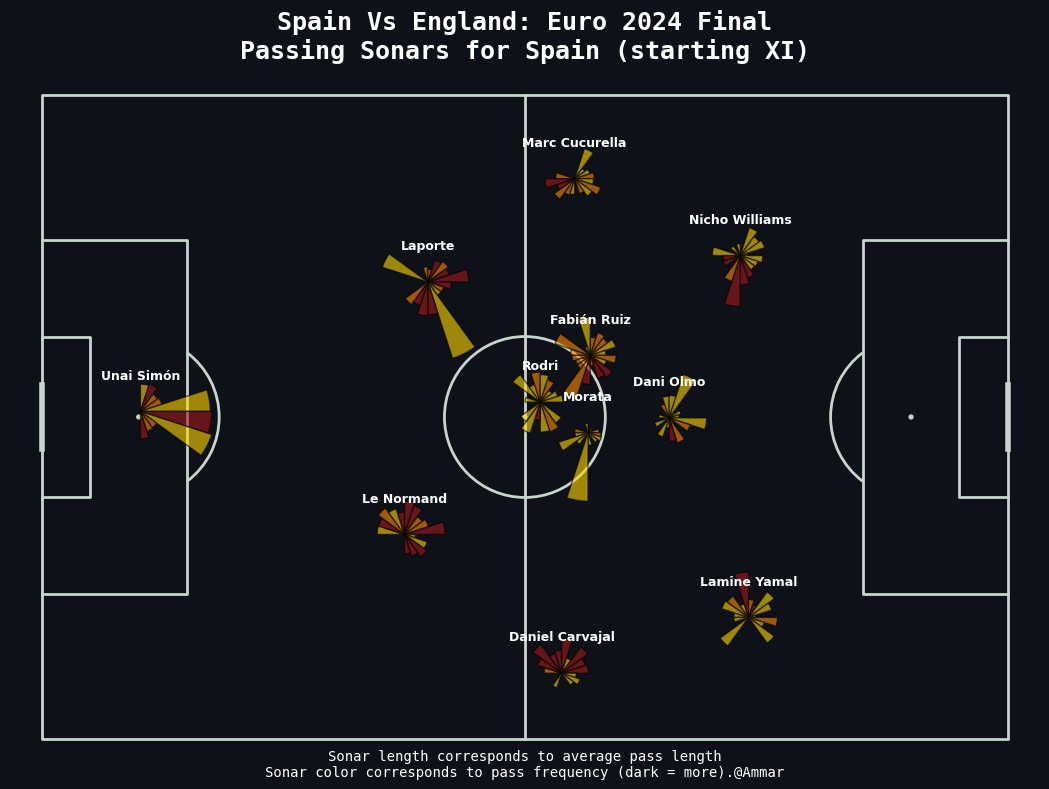 Spain Vs England: Euro 2024 Final
Passing Sonars for Spain (starting XI)
Marc Cucurella
Nicho Williams
Laporte
Fabián Ruiz
Rodri
Unai Simón
Dani Olmo
Morata
Le Normand
Lamine Yamal
Daniel Carvajal
Sonar length corresponds to average pass length
Sonar color corresponds to pass frequency (dark = more).@Ammar